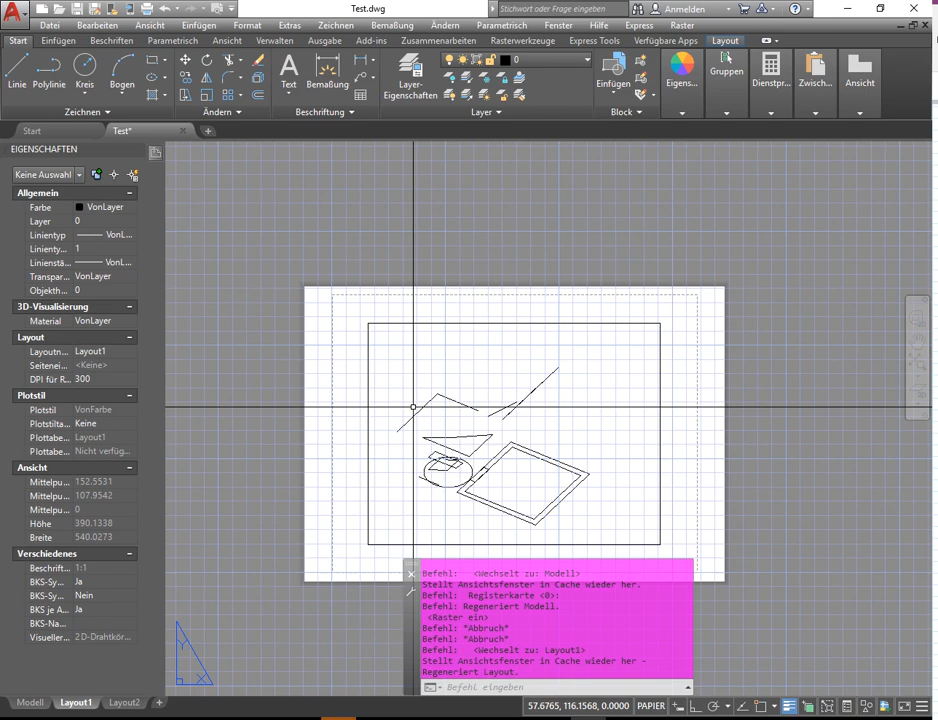 Test.dwg
Stichwort oder Frage eingeben
Anmelden
Datei Bearbeiten Ansicht Einfügen Format Extras Zeichnen Bemaßung Ändern Parametrisch Fenster Hilfe Express Raster
Start Einfügen Beschriften Parametrisch Ansicht Verwalten Ausgabe Add-ins Zusammenarbeiten Rasterwerkzeuge Express Tools Verfügbare Apps Layout
0
Linie Polylinie Kreis Bogen Text Bemaßung Layer-Eigenschaften Einfügen Eigens... Gruppen Dienstpr... Zwisch... Ansicht
Zeichnen Ändern Beschriftung Layer Block
Start Test*
EIGENSCHAFTEN
Keine Auswahl
Allgemein
Farbe VonLayer
Layer 0
Linientyp VonL...
Linienty... 1
Linienstä... VonL...
Transpar... VonLayer
Objekth... 0
3D-Visualisierung
Material VonLayer
Layout
Layoutn... Layout1
Seitenei... <Keine>
DPI für R... 300
Plotstil
Plotstil VonFarbe
Plotstilta... Keine
Plottabe... Layout1
Plottabe... Nicht verfüg...
Ansicht
Mittelpu... 152.5531
Mittelpu... 107.9542
Mittelpu... 0
Höhe 390.1338
Breite 540.0273
Verschiedenes
Beschrift... 1:1
BKS-Sy... Ja
BKS-Sy... Nein
BKS je A... Ja
BKS-Na...
Visueller... 2D-Drahtkör...
Befehl: <Wechselt zu: Modell>
Stellt Ansichtsfenster in Cache wieder her.
Befehl: Registerkarte <0>:
Befehl: Regeneriert Modell.
<Raster ein>
Befehl: *Abbruch*
Befehl: *Abbruch*
Befehl: <Wechselt zu: Layout1>
Stellt Ansichtsfenster in Cache wieder her -
Regeneriert Layout.
Befehl eingeben
Y
X
Modell Layout1 Layout2
57.6765, 116.1568, 0.0000 PAPIER